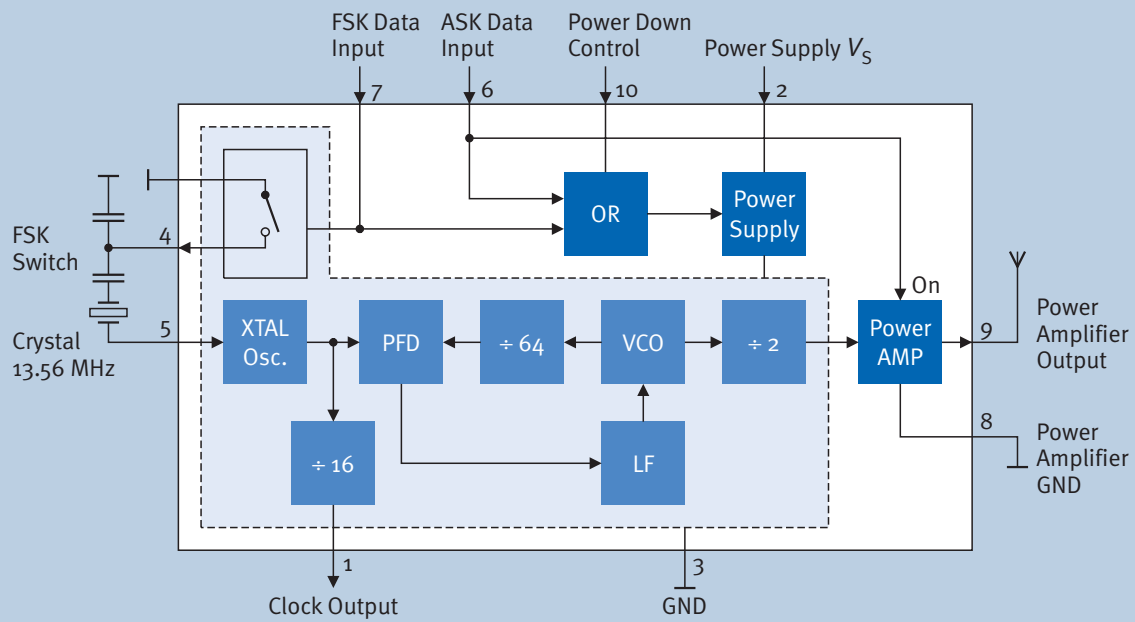 FSK Data
Input
ASK Data
Input
Power Down
Control
Power Supply VS
7
6
10
2
OR
Power
Supply
4
FSK
Switch
On
5
XTAL
Osc.
PFD
÷ 64
VCO
÷ 2
Power
AMP
9
Power
Amplifier
Output
Crystal
13.56 MHz
÷ 16
LF
8
Power
Amplifier
GND
1
3
Clock Output
GND